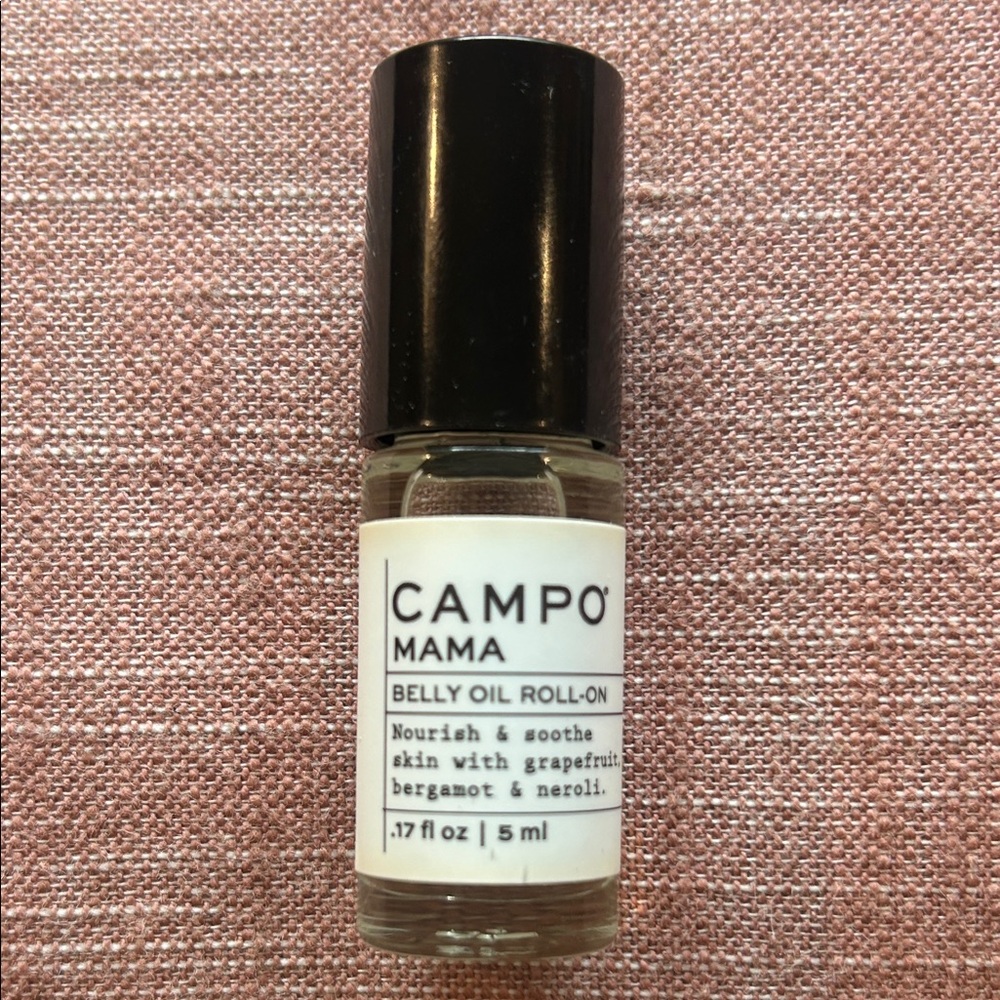 CAMPO®
MAMA
BELLY OIL ROLL-ON
Nourish & soothe
skin with grapefruit,
bergamot & neroli.
.17 fl oz | 5 ml